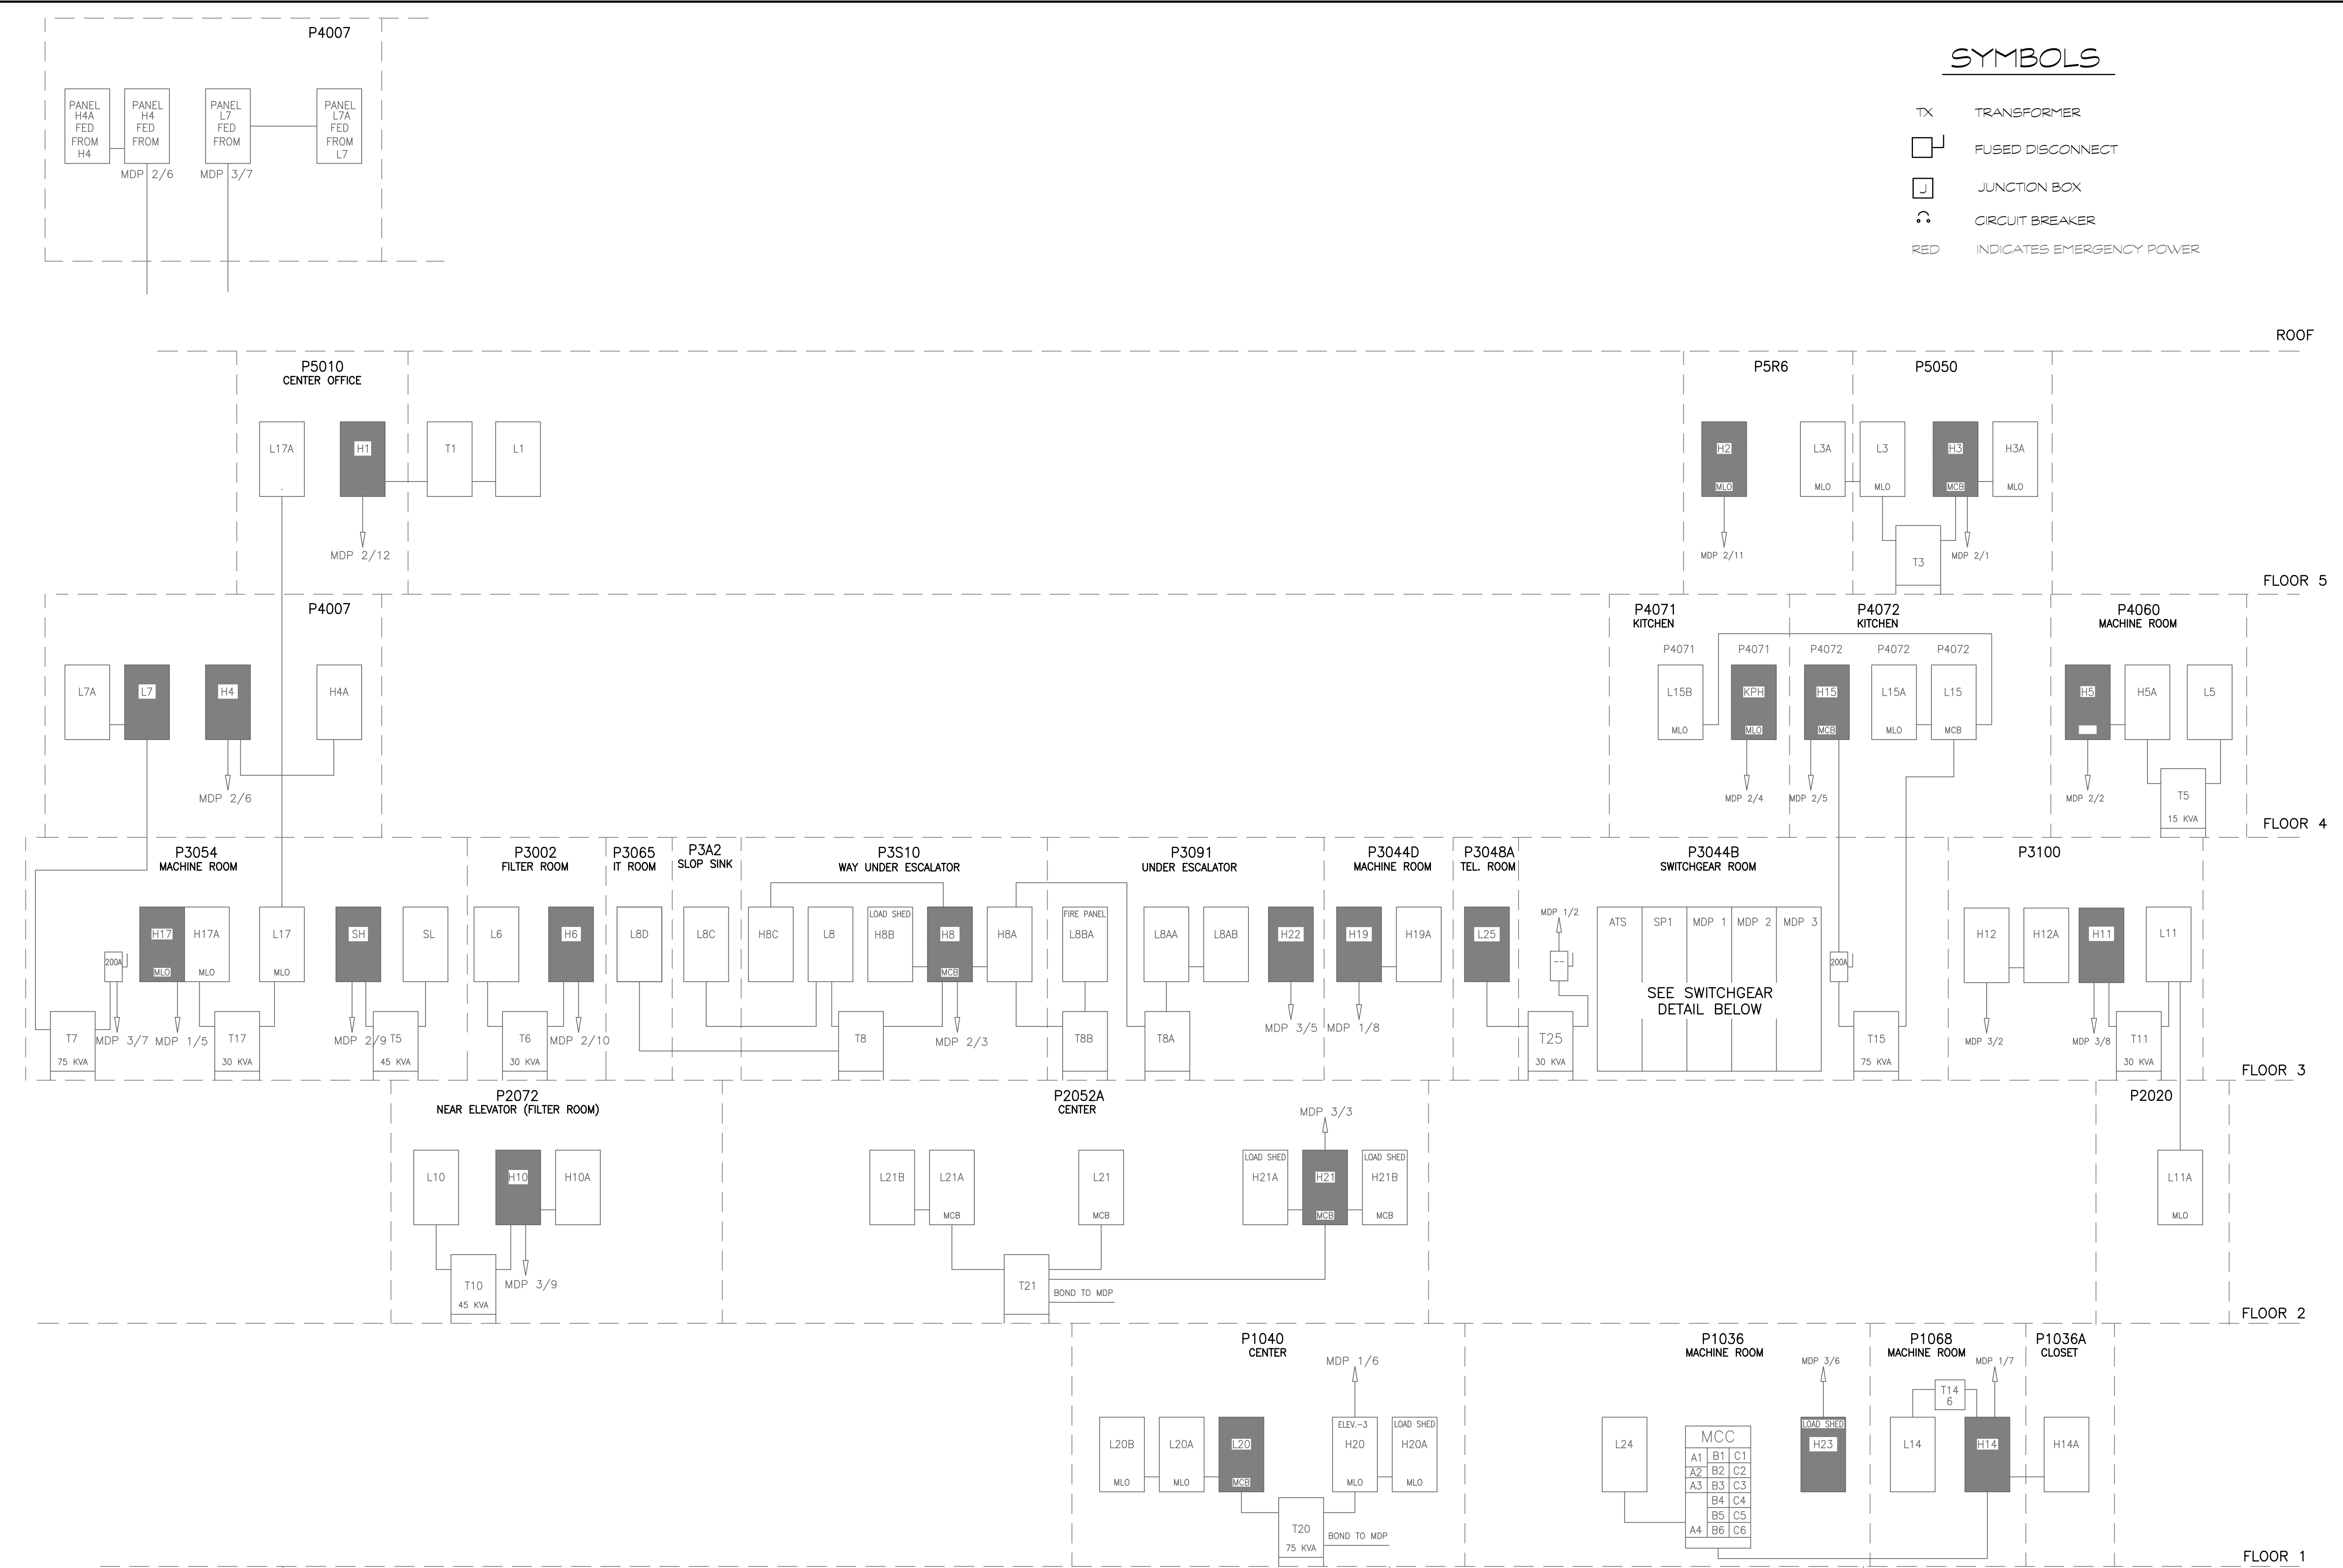 P4007
PANEL
H4A
FED
FROM
H4
PANEL
H4
FED
FROM
PANEL
L7
FED
FROM
PANEL
L7A
FED
FROM
L7
MDP 2/6
MDP 3/7
SYMBOLS
TX TRANSFORMER
FUSED DISCONNECT
J JUNCTION BOX
CIRCUIT BREAKER
RED INDICATES EMERGENCY POWER
ROOF
P5010
CENTER OFFICE
L17A
H1
T1
L1
MDP 2/12
P5R6
H2
MLO
MDP 2/11
L3A
MLO
P5050
L3
MLO
H3
MCB
H3A
MLO
T3
MDP 2/1
FLOOR 5
P4007
L7A
L7
H4
H4A
MDP 2/6
P4071
KITCHEN
P4071
L15B
MLO
P4071
KPH
MLO
MDP 2/4
P4072
KITCHEN
P4072
H15
MCB
P4072
L15A
MLO
P4072
L15
MCB
MDP 2/5
P4060
MACHINE ROOM
H5
H5A
L5
MDP 2/2
T5
15 KVA
FLOOR 4
P3054
MACHINE ROOM
200A
H17
MLO
H17A
MLO
L17
MLO
SH
SL
T7
75 KVA
MDP 3/7
MDP 1/5
T17
30 KVA
MDP 2/9
T5
45 KVA
P3002
FILTER ROOM
L6
H6
T6
30 KVA
MDP 2/10
P3065
IT ROOM
L8D
P3A2
SLOP SINK
L8C
P3S10
WAY UNDER ESCALATOR
H8C
L8
LOAD SHED
H8B
H8
MCB
H8A
T8
MDP 2/3
P3091
UNDER ESCALATOR
FIRE PANEL
L8BA
L8AA
L8AB
H22
T8B
T8A
MDP 3/5
P3044D
MACHINE ROOM
H19
H19A
MDP 1/8
P3048A
TEL. ROOM
L25
P3044B
SWITCHGEAR ROOM
MDP 1/2
--
T25
30 KVA
ATS
SP1
MDP 1
MDP 2
MDP 3
SEE SWITCHGEAR
DETAIL BELOW
200A
T15
75 KVA
P3100
H12
H12A
H11
L11
MDP 3/2
MDP 3/8
T11
30 KVA
FLOOR 3
P2072
NEAR ELEVATOR (FILTER ROOM)
L10
H10
H10A
T10
45 KVA
MDP 3/9
P2052A
CENTER
MDP 3/3
L21B
L21A
MCB
L21
MCB
LOAD SHED
H21A
H21
MCB
LOAD SHED
H21B
MCB
T21
BOND TO MDP
P2020
L11A
MLO
FLOOR 2
P1040
CENTER
MDP 1/6
L20B
MLO
L20A
MLO
L20
MCB
ELEV.-3
H20
MLO
LOAD SHED
H20A
MLO
T20
75 KVA
BOND TO MDP
P1036
MACHINE ROOM
MDP 3/6
L24
MCC
A1 B1 C1
A2 B2 C2
A3 B3 C3
B4 C4
B5 C5
A4 B6 C6
LOAD SHED
H23
P1068
MACHINE ROOM
MDP 1/7
T14
6
L14
H14
P1036A
CLOSET
H14A
FLOOR 1